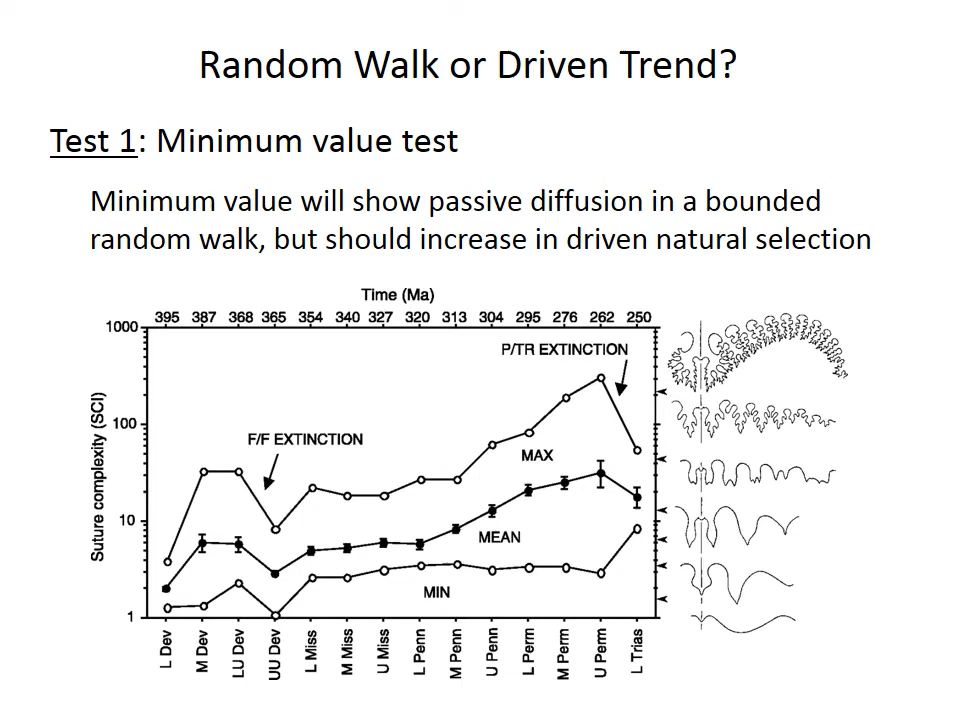 Random Walk or Driven Trend?
Test 1: Minimum value test
Minimum value will show passive diffusion in a bounded
random walk, but should increase in driven natural selection
Time (Ma)
395 387 368 365 354 340 327 320 313 304 295 276 262 250
1000
P/TR EXTINCTION
100
F/F EXTINCTION
MAX
Suture complexity (SCI)
10
MEAN
MIN
1
L Dev
M Dev
LU Dev
UU Dev
L Miss
M Miss
U Miss
L Penn
M Penn
U Penn
L Perm
M Perm
U Perm
L Trias